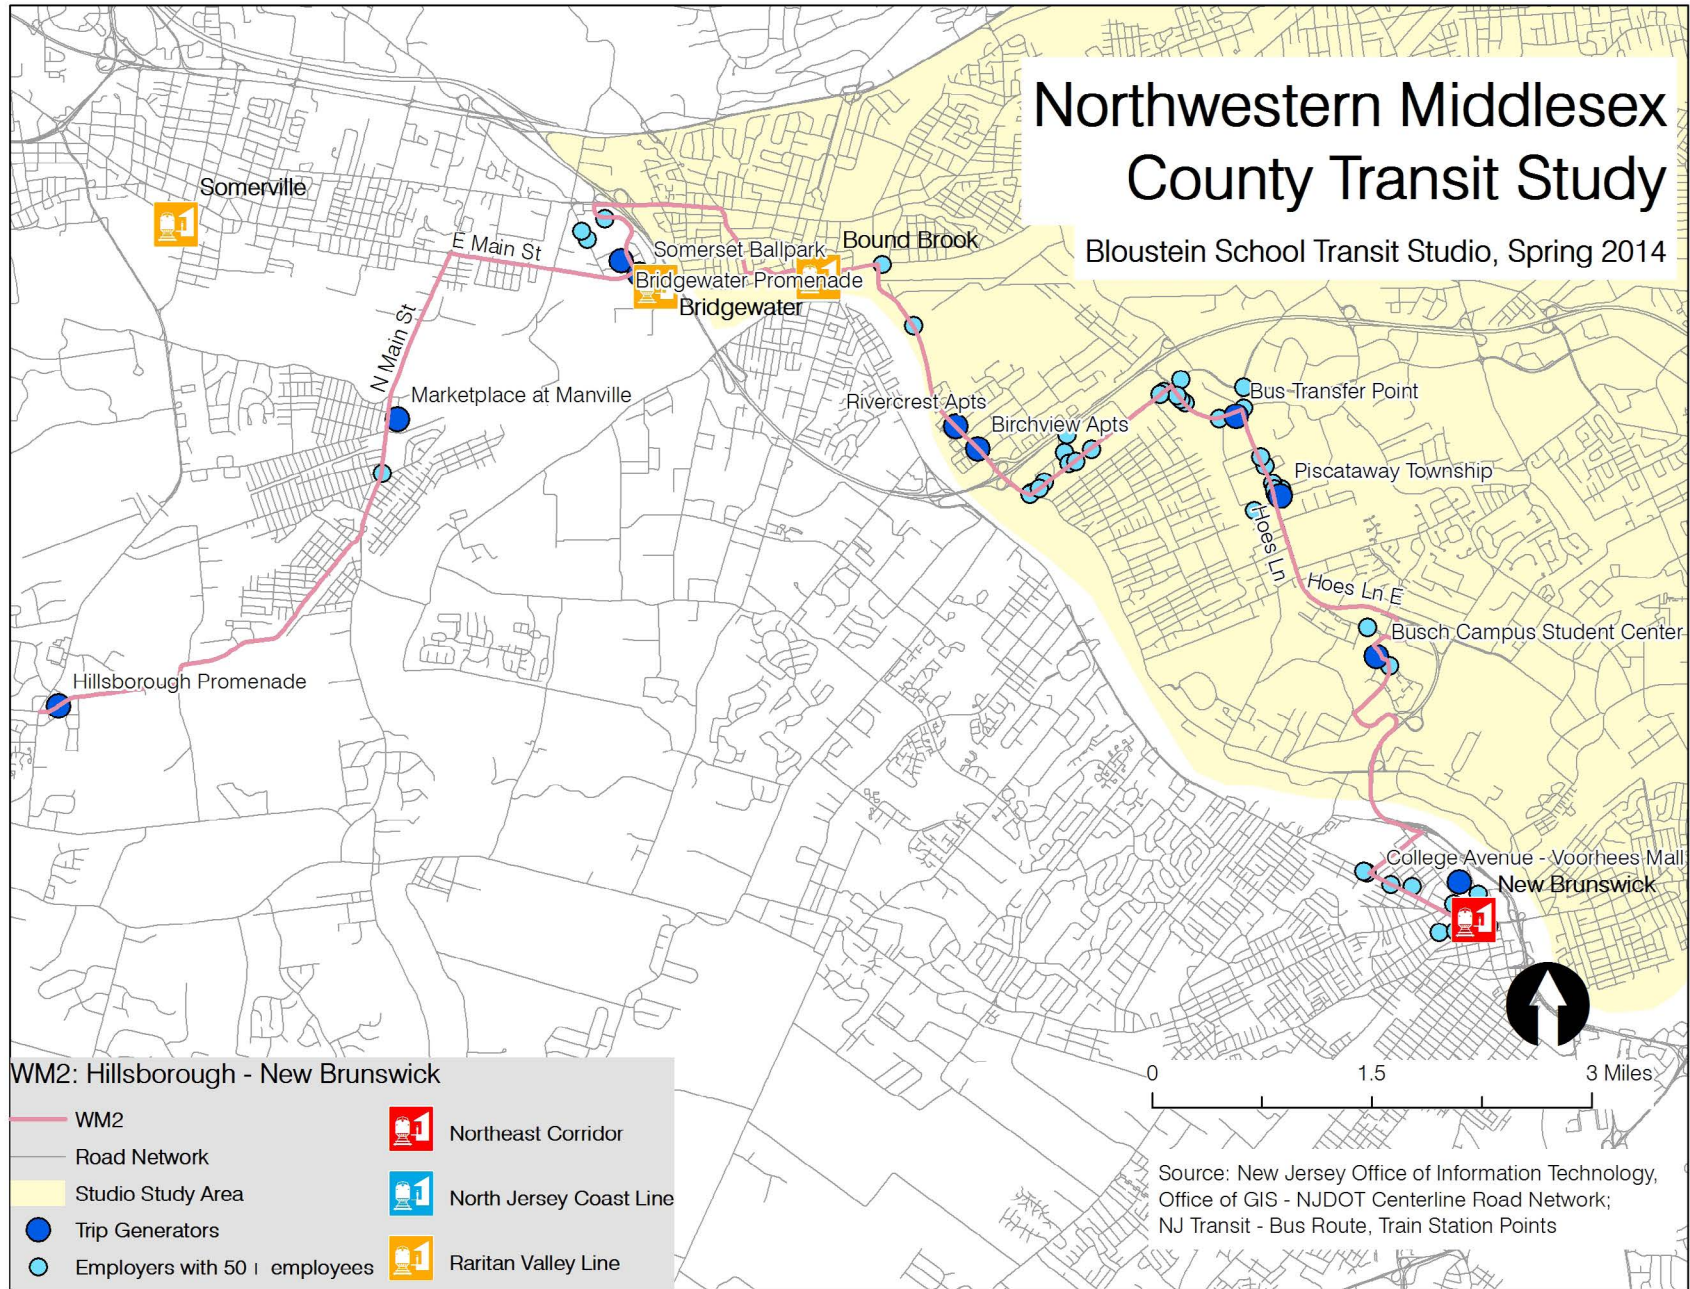 Northwestern Middlesex
County Transit Study
Bloustein School Transit Studio, Spring 2014
Somerville
E Main St
Somerset Ballpark
Bound Brook
Bridgewater Promenade
Bridgewater
N Main St
Marketplace at Manville
Rivercrest Apts
Birchview Apts
Bus Transfer Point
Piscataway Township
Hoes Ln
Hoes Ln E
Busch Campus Student Center
Hillsborough Promenade
College Avenue - Voorhees Mall
New Brunswick
WM2: Hillsborough - New Brunswick
WM2
Road Network
Studio Study Area
Trip Generators
Employers with 50 employees
Northeast Corridor
North Jersey Coast Line
Raritan Valley Line
0 1.5 3 Miles
Source: New Jersey Office of Information Technology,
Office of GIS - NJDOT Centerline Road Network;
NJ Transit - Bus Route, Train Station Points